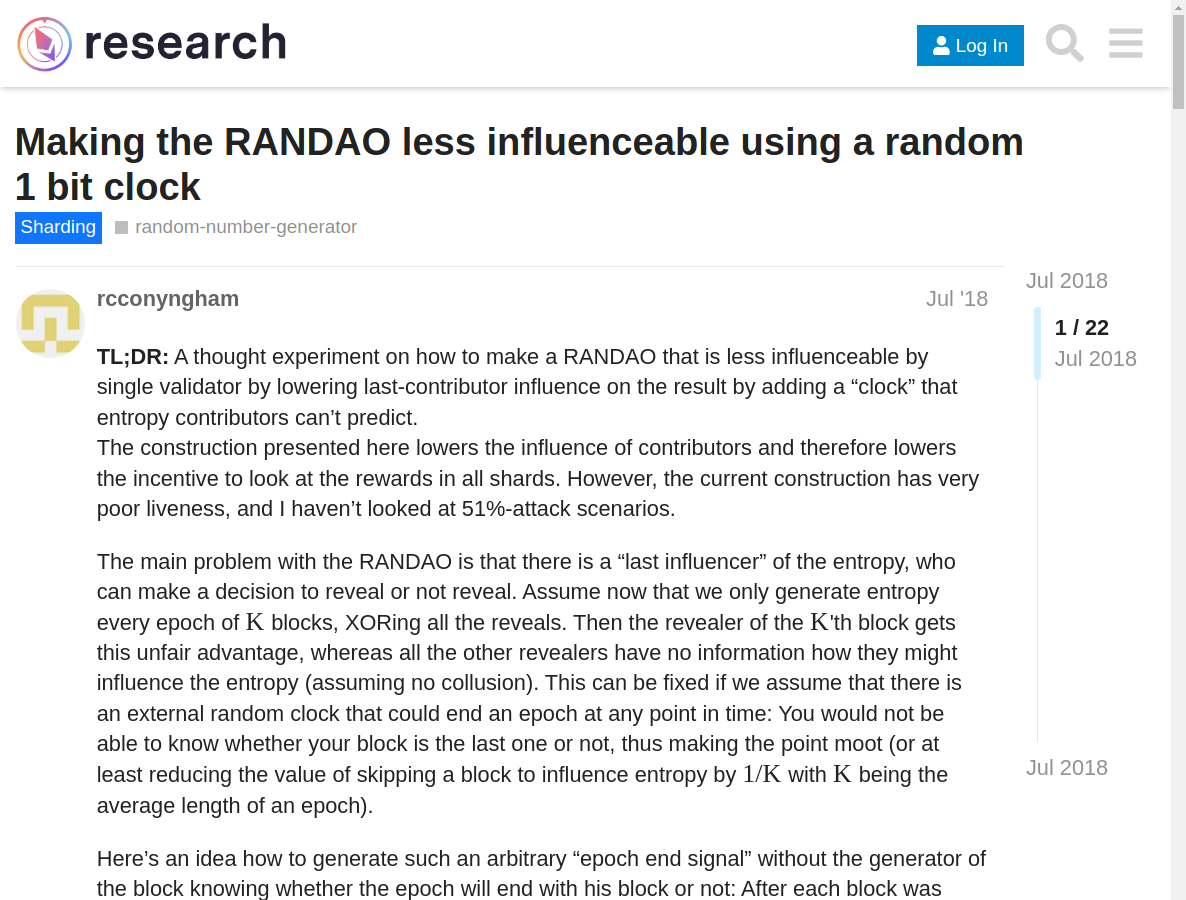 research
Log In
Making the RANDAO less influenceable using a random
1 bit clock
Sharding random-number-generator
rcconyngham
Jul '18
Jul 2018
1 / 22
Jul 2018
TL;DR: A thought experiment on how to make a RANDAO that is less influenceable by
single validator by lowering last-contributor influence on the result by adding a “clock” that
entropy contributors can’t predict.
The construction presented here lowers the influence of contributors and therefore lowers
the incentive to look at the rewards in all shards. However, the current construction has very
poor liveness, and I haven’t looked at 51%-attack scenarios.
The main problem with the RANDAO is that there is a “last influencer” of the entropy, who
can make a decision to reveal or not reveal. Assume now that we only generate entropy
every epoch of K blocks, XORing all the reveals. Then the revealer of the K'th block gets
this unfair advantage, whereas all the other revealers have no information how they might
influence the entropy (assuming no collusion). This can be fixed if we assume that there is
an external random clock that could end an epoch at any point in time: You would not be
able to know whether your block is the last one or not, thus making the point moot (or at
least reducing the value of skipping a block to influence entropy by 1/K with K being the
average length of an epoch).
Jul 2018
Here’s an idea how to generate such an arbitrary “epoch end signal” without the generator of
the block knowing whether the epoch will end with his block or not: After each block was